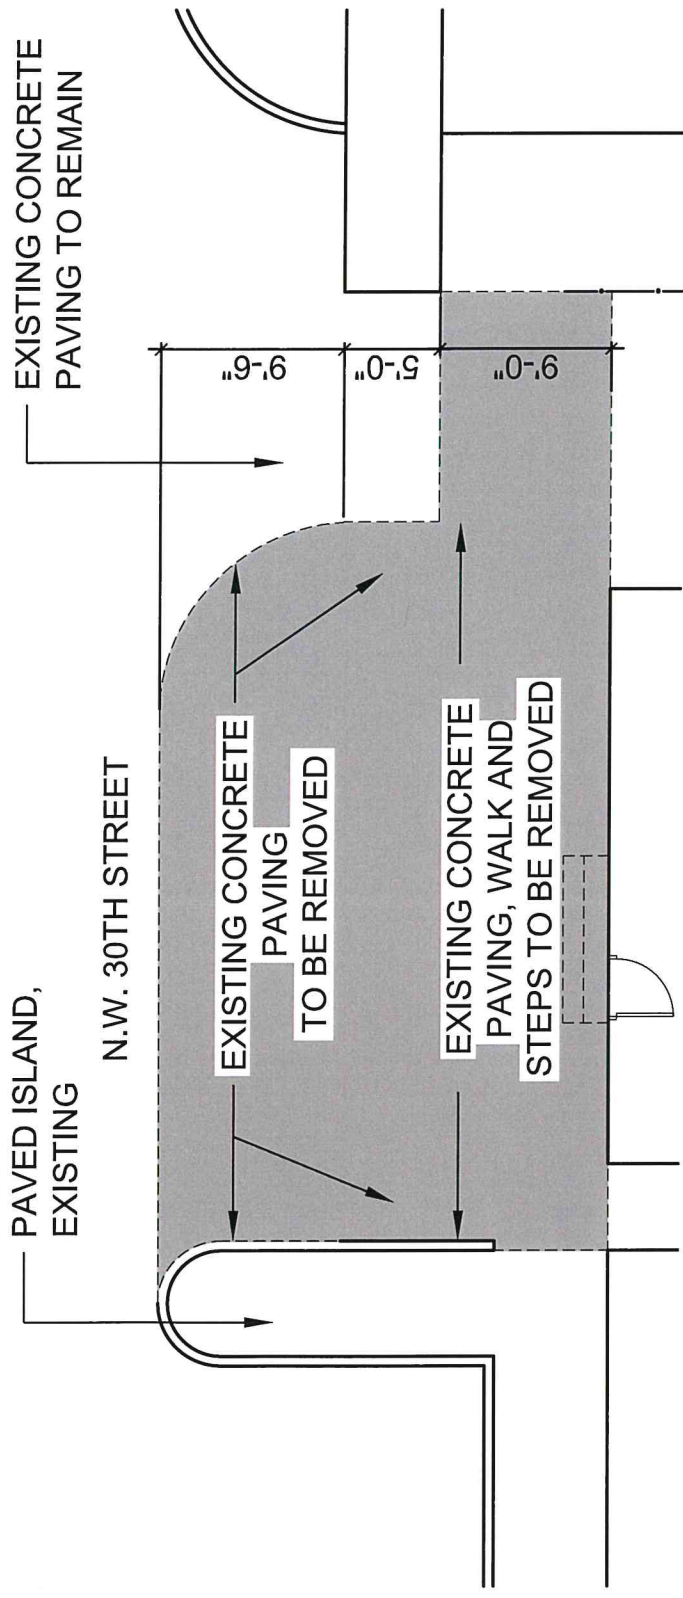 PAVED ISLAND,
EXISTING
N.W. 30TH STREET
EXISTING CONCRETE
PAVING TO REMAIN
EXISTING CONCRETE
PAVING
TO BE REMOVED
EXISTING CONCRETE
PAVING, WALK AND
STEPS TO BE REMOVED
9'-6"
5'-0"
9'-0"